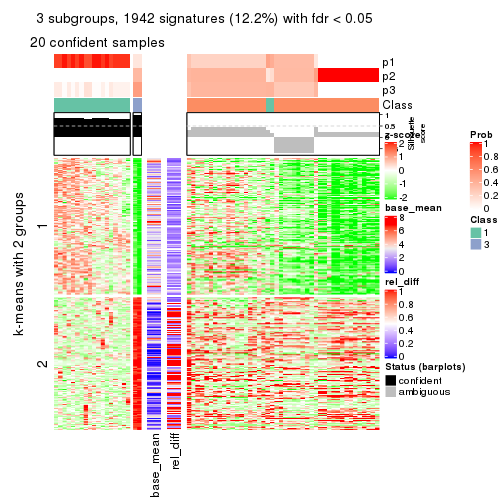 3 subgroups, 1942 signatures (12.2%) with fdr < 0.05
20 confident samples
p1
p2
p3
Class
1
0.5
0
Silhouette
score
k-means with 2 groups
1
2
base_mean
rel_diff
z-score
2
1
0
-1
-2
base_mean
8
6
4
2
0
rel_diff
1
0.8
0.6
0.4
0.2
0
Status (barplots)
confident
ambiguous
Prob
1
0.8
0.6
0.4
0.2
0
Class
1
3